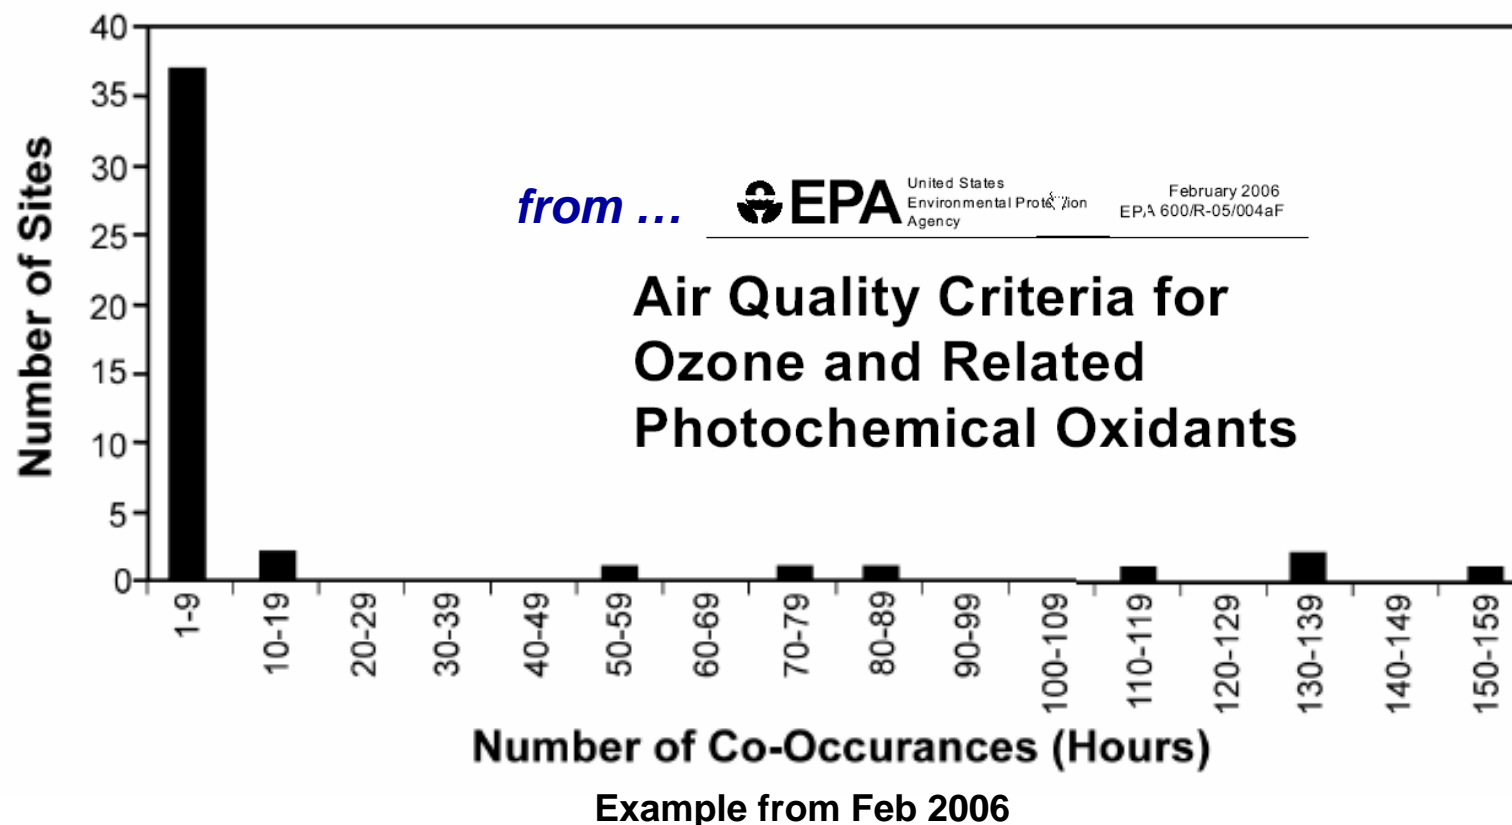 40
35
30
25
20
15
10
5
0
Number of Sites
from ...
EPA
United States
Environmental Protection
Agency
February 2006
EPA 600/R-05/004aF
Air Quality Criteria for
Ozone and Related
Photochemical Oxidants
1-9
10-19
20-29
30-39
40-49
50-59
60-69
70-79
80-89
90-99
100-109
110-119
120-129
130-139
140-149
150-159
Number of Co-Occurances (Hours)
Example from Feb 2006